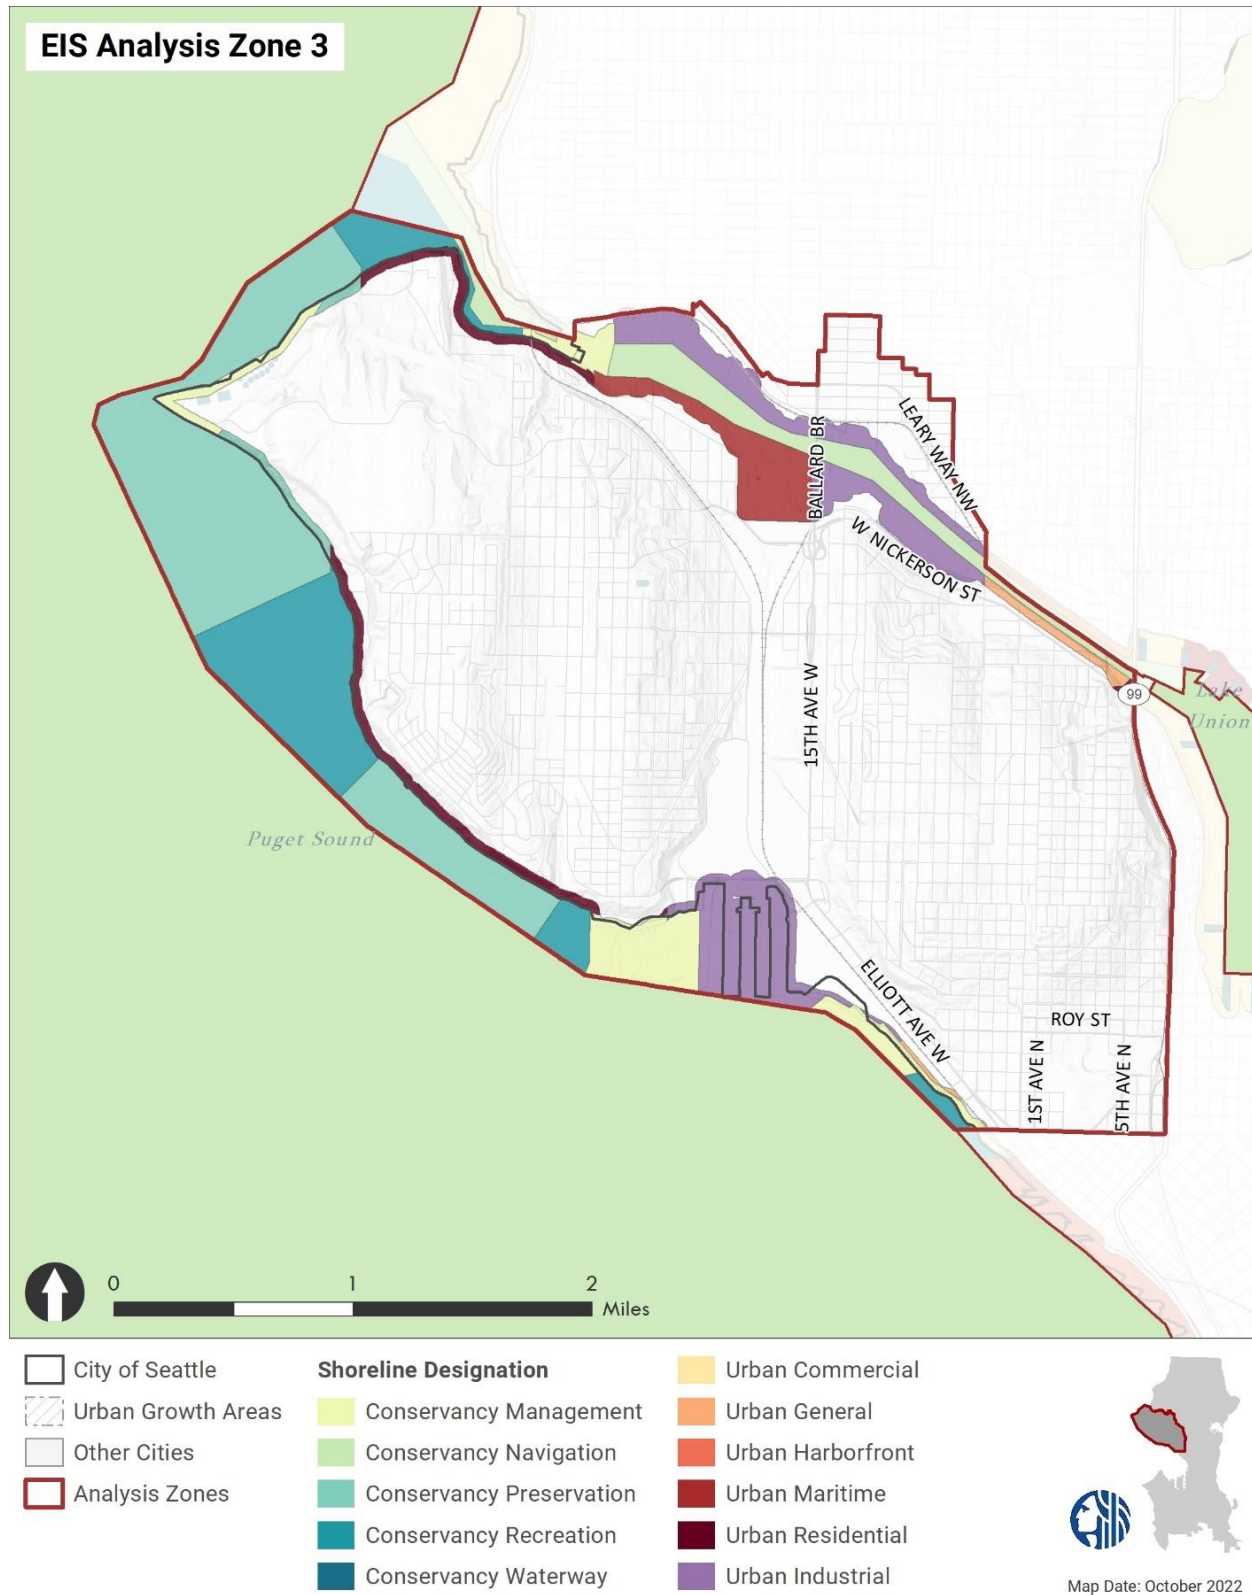 EIS Analysis Zone 3
LEARY WAY NW
BALLARD BR
W NICKERSON ST
99
Lake
Union
15TH AVE W
Puget Sound
ELLIOTT AVE W
ROY ST
1ST AVE N
5TH AVE N
0 1 2
Miles
City of Seattle
Urban Growth Areas
Other Cities
Analysis Zones
Shoreline Designation
Conservancy Management
Conservancy Navigation
Conservancy Preservation
Conservancy Recreation
Conservancy Waterway
Urban Commercial
Urban General
Urban Harborfront
Urban Maritime
Urban Residential
Urban Industrial
Map Date: October 2022